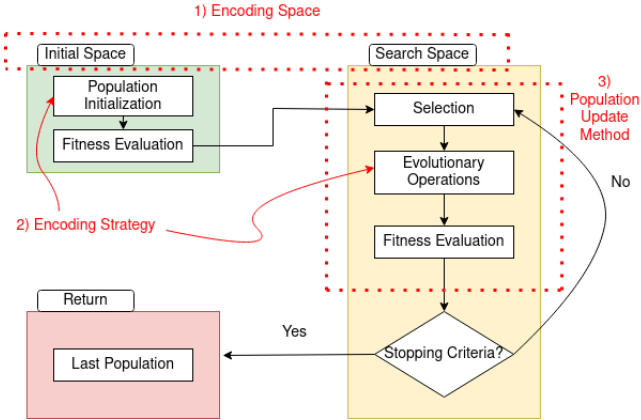 1) Encoding Space
Initial Space
Search Space
Population
Initialization
Fitness Evaluation
Selection
3)
Population
Update
Method
Evolutionary
Operations
No
2) Encoding Strategy
Fitness Evaluation
Return
Yes
Stopping Criteria?
Last Population